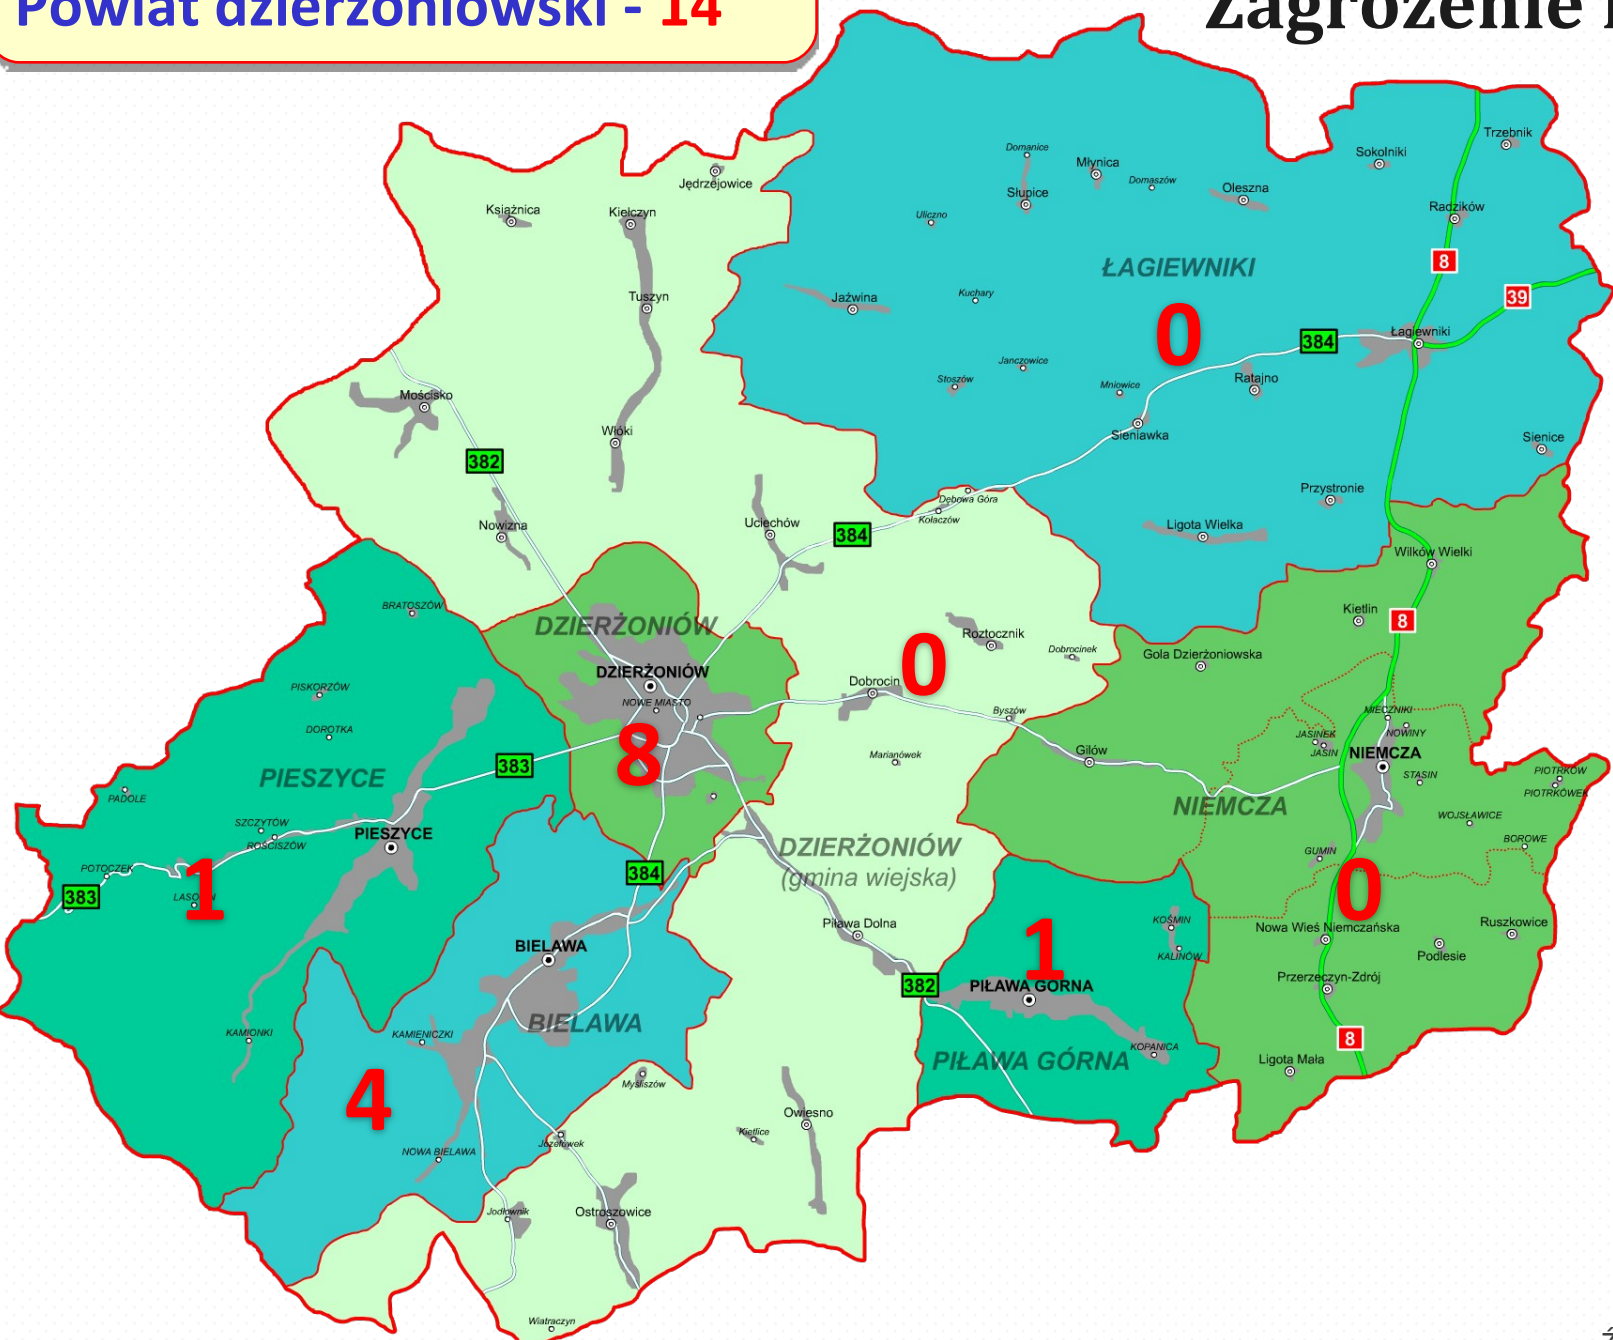 Powiat dzierżoniowski - 14
Zagrożenie
Trzebnik
Domanice
Młynica
Sokolniki
Jędrzejowice
Domaszów
Oleszna
Słupice
Książnica
Kiełczyn
Uliczno
Radzików
ŁAGIEWNIKI
8
Tuszyn
Jaźwina
Kuchary
39
0
384
Łagiewniki
Janczowice
Stoszów
Mniowice
Ratajno
Mościsko
Włóki
Sieniawka
Sienice
382
Dębowa Góra
Przystronie
Nowizna
Uciechów
384
Kołaczów
Ligota Wielka
Wilków Wielki
BRATOSZÓW
Kietlin
8
DZIERŻONIÓW
Roztocznik
Dobrocinek
Gola Dzierżoniowska
0
DZIERŻONIÓW
Dobrocin
PISKORZÓW
NOWE MIASTO
Byszów
MIECZNIKI
DOROTKA
JASINEK
NOWINY
8
Marianówek
Gilów
JASIN
NIEMCZA
383
PIESZYCE
STASIN
PIOTRKÓW
PIOTRKÓWEK
PADOLE
NIEMCZA
SZCZYTÓW
PIESZYCE
WOJSŁAWICE
ROŚCISZÓW
DZIERŻONIÓW
(gmina wiejska)
BOROWE
GUMIN
POTOCZEK
384
383
1
0
KOŚMIN
Piława Dolna
Nowa Wieś Niemczańska
Ruszkowice
BIELAWA
1
KALINÓW
Podlesie
382
PIŁAWA GÓRNA
Przerzeczyn-Zdrój
BIELAWA
KAMIONKI
KAMIENICZKI
8
KOPANICA
PIŁAWA GÓRNA
Ligota Mała
4
Myśliszów
Owiesno
Kietlice
Józefówek
NOWA BIELAWA
Jodłownik
Ostroszowice
Wiatraczyn